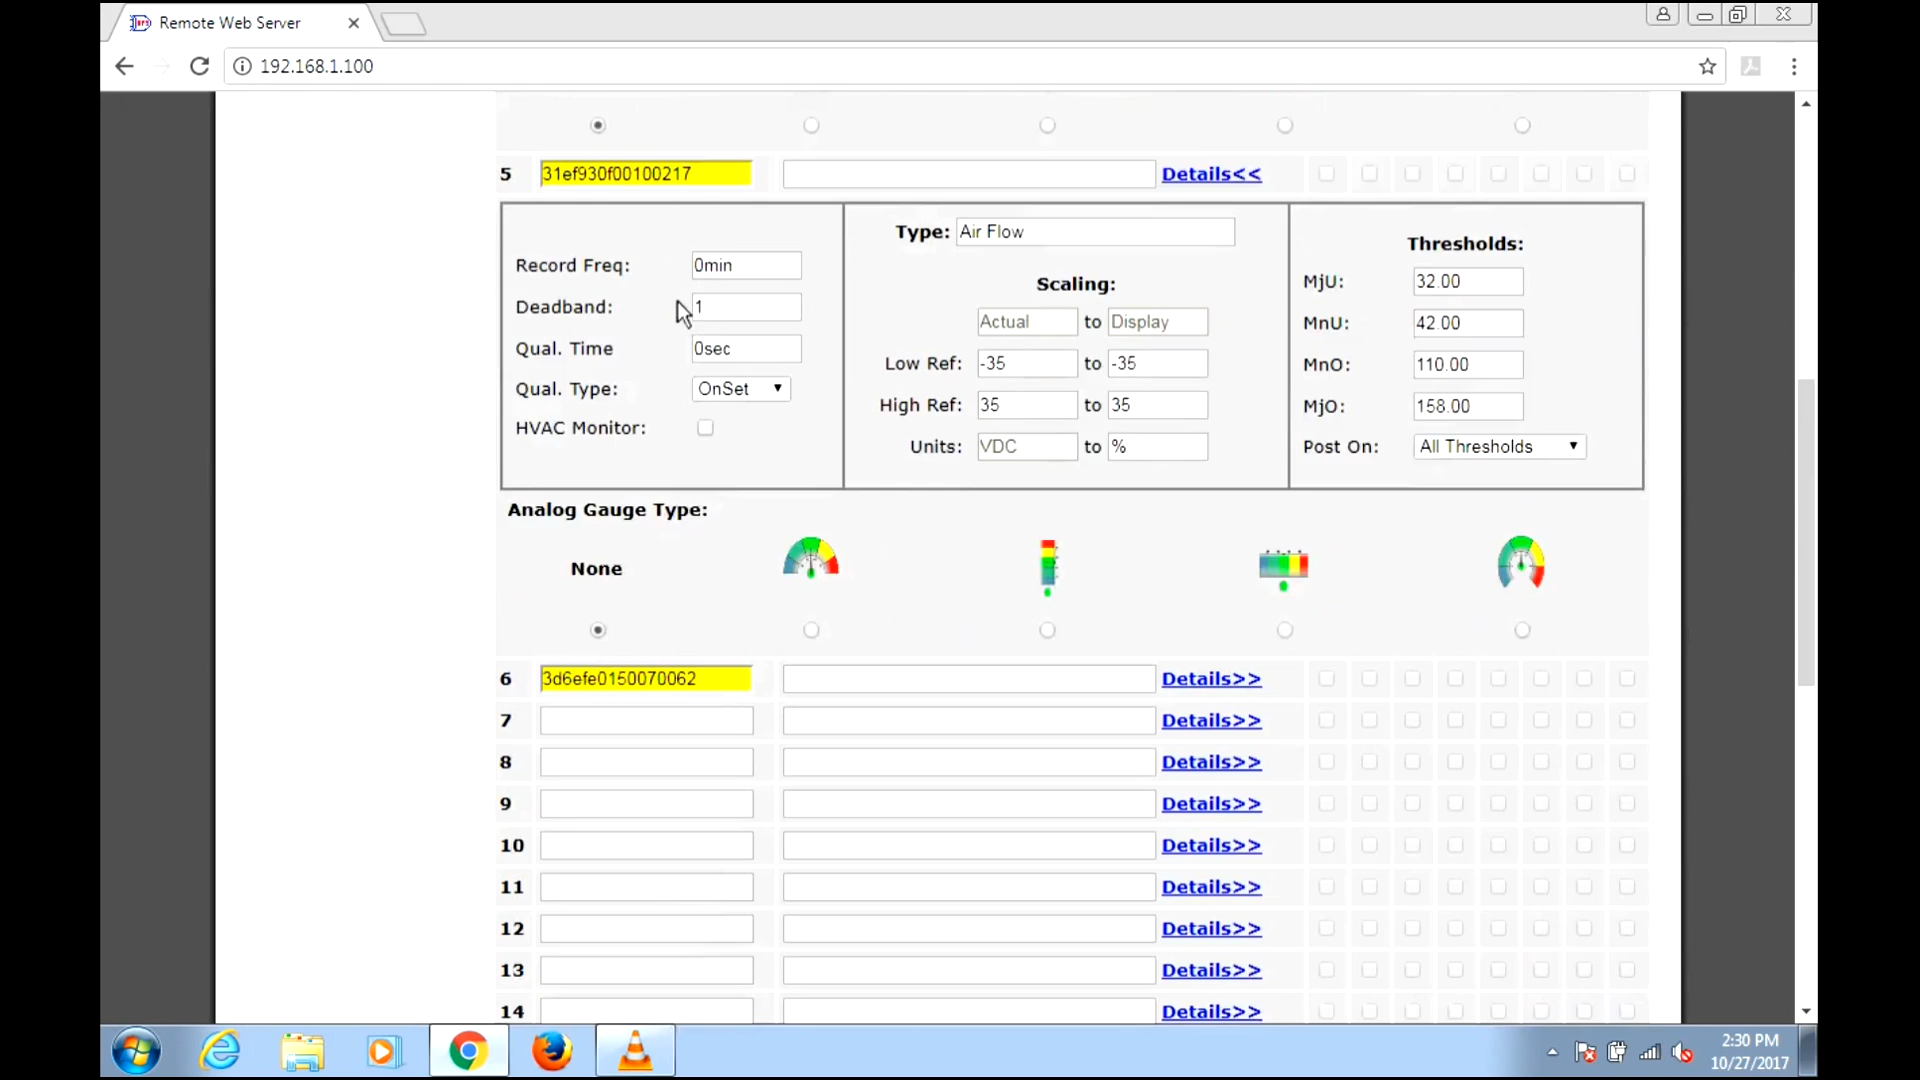 Remote Web Server
192.168.1.100
5 31ef930f00100217 Details<<
Record Freq: 0min
Deadband: 1
Qual. Time 0sec
Qual. Type: OnSet
HVAC Monitor:
Type: Air Flow
Scaling:
Actual to Display
Low Ref: -35 to -35
High Ref: 35 to 35
Units: VDC to %
Thresholds:
MjU: 32.00
MnU: 42.00
MnO: 110.00
MjO: 158.00
Post On: All Thresholds
Analog Gauge Type:
None
6 3d6efe0150070062 Details>>
7 Details>>
8 Details>>
9 Details>>
10 Details>>
11 Details>>
12 Details>>
13 Details>>
14 Details>>
2:30 PM
10/27/2017